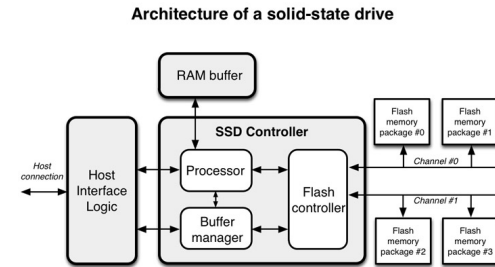 Architecture of a solid-state drive
RAM buffer
SSD Controller
Host
connection
Host
Interface
Logic
Processor
Buffer
manager
Flash
controller
Flash
memory
package #0
Flash
memory
package #1
Channel #0
Channel #1
Flash
memory
package #2
Flash
memory
package #3